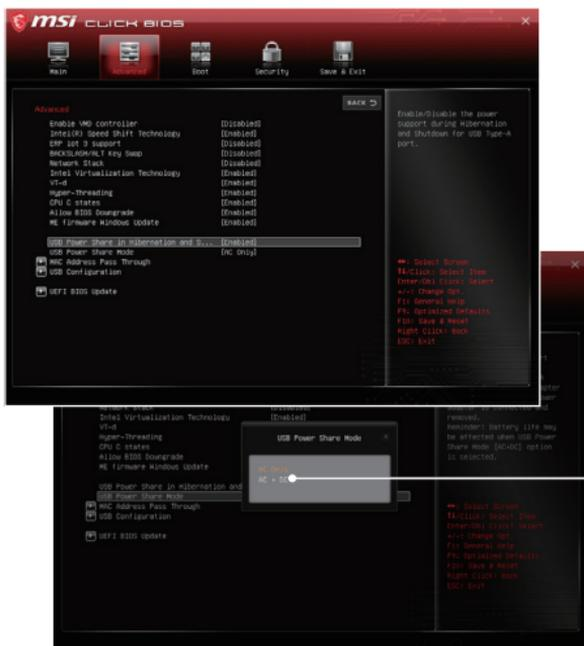 msi CLICK BIOS
Main Advanced Boot Security Save & Exit
BACK
Advanced
Enable VMD controller [Disabled]
Intel(R) Speed Shift Technology [Enabled]
ERP lot 3 support [Disabled]
BACKSLASH/ALT Key Swap [Disabled]
Network Stack [Disabled]
Intel Virtualization Technology [Enabled]
VT-d [Enabled]
Hyper-Threading [Enabled]
CPU C states [Enabled]
Allow BIOS Downgrade [Enabled]
ME firmware Windows Update [Enabled]
USB Power Share in Hibernation and S... [Enabled]
USB Power Share Mode [AC Only]
MAC Address Pass Through
USB Configuration
UEFI BIOS Update
Enable/Disable the power
support during Hibernation
and Shutdown for USB Type-A
port.
: Select Screen
/Click: Select Item
Enter/Dbl Click: Select
+/-: Change Opt.
F1: General Help
F9: Optimized Defaults
F10: Save & Reset
Right Click: Back
ESC: Exit
Network Stack [Disabled]
Intel Virtualization Technology [Enabled]
VT-d
Hyper-Threading
CPU C states
Allow BIOS Downgrade
ME firmware Windows Update
USB Power Share in Hibernation and
USB Power Share Mode
MAC Address Pass Through
USB Configuration
UEFI BIOS Update
USB Power Share Mode
AC Only
AC + DC
adapter is connected and
removed.
Reminder: Battery life may
be affected when USB Power
Share Mode [AC+DC] option
is selected.
: Select Screen
/Click: Select Item
Enter/Dbl Click: Select
+/-: Change Opt.
F1: General Help
F9: Optimized Defaults
F10: Save & Reset
Right Click: Back
ESC: Exit